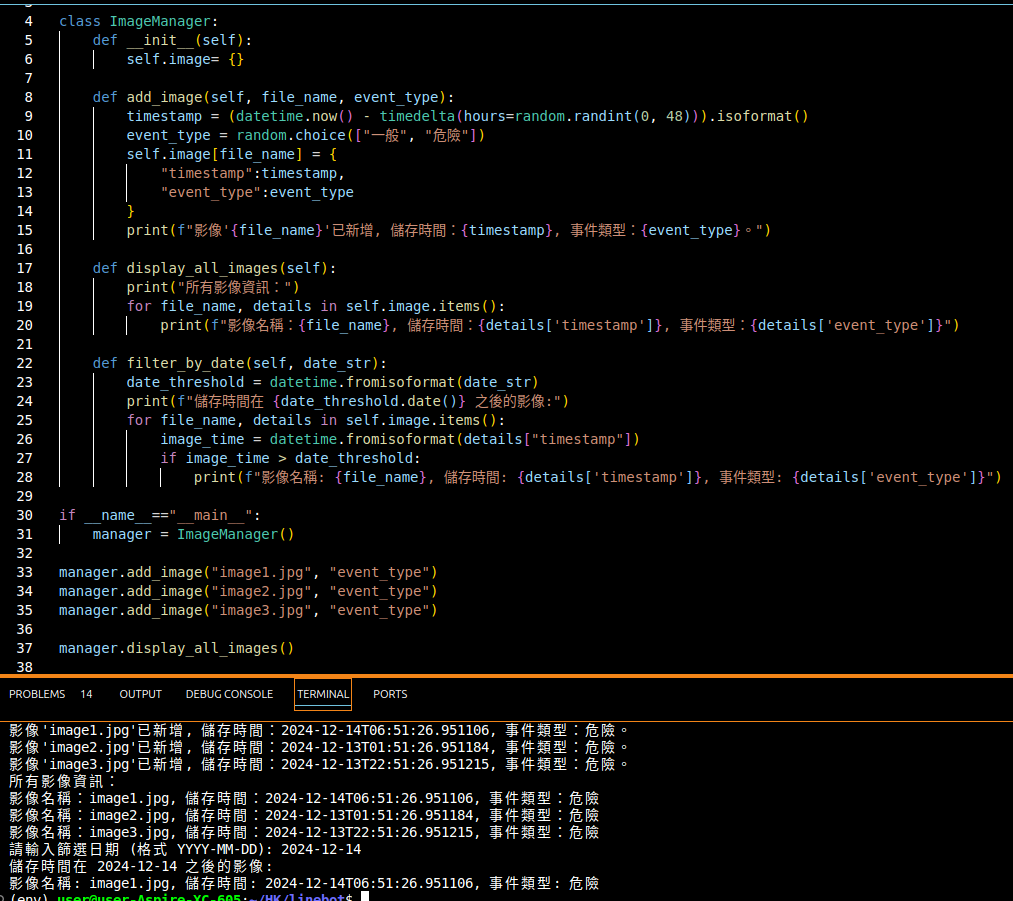 4 class ImageManager:
5     def __init__(self):
6         self.image= {}
7
8     def add_image(self, file_name, event_type):
9         timestamp = (datetime.now() - timedelta(hours=random.randint(0, 48))).isoformat()
10         event_type = random.choice(["一般", "危險"])
11         self.image[file_name] = {
12             "timestamp":timestamp,
13             "event_type":event_type
14         }
15         print(f"影像'{file_name}'已新增, 儲存時間：{timestamp}, 事件類型：{event_type}。")
16
17     def display_all_images(self):
18         print("所有影像資訊：")
19         for file_name, details in self.image.items():
20             print(f"影像名稱：{file_name}, 儲存時間：{details['timestamp']}, 事件類型：{details['event_type']}")
21
22     def filter_by_date(self, date_str):
23         date_threshold = datetime.fromisoformat(date_str)
24         print(f"儲存時間在 {date_threshold.date()} 之後的影像:")
25         for file_name, details in self.image.items():
26             image_time = datetime.fromisoformat(details["timestamp"])
27             if image_time > date_threshold:
28                 print(f"影像名稱: {file_name}, 儲存時間: {details['timestamp']}, 事件類型: {details['event_type']}")
29
30 if __name__=="__main__":
31     manager = ImageManager()
32
33 manager.add_image("image1.jpg", "event_type")
34 manager.add_image("image2.jpg", "event_type")
35 manager.add_image("image3.jpg", "event_type")
36
37 manager.display_all_images()
38
PROBLEMS 14 OUTPUT DEBUG CONSOLE TERMINAL PORTS
影像'image1.jpg'已新增, 儲存時間：2024-12-14T06:51:26.951106, 事件類型：危險。
影像'image2.jpg'已新增, 儲存時間：2024-12-13T01:51:26.951184, 事件類型：危險。
影像'image3.jpg'已新增, 儲存時間：2024-12-13T22:51:26.951215, 事件類型：危險。
所有影像資訊：
影像名稱：image1.jpg, 儲存時間：2024-12-14T06:51:26.951106, 事件類型：危險
影像名稱：image2.jpg, 儲存時間：2024-12-13T01:51:26.951184, 事件類型：危險
影像名稱：image3.jpg, 儲存時間：2024-12-13T22:51:26.951215, 事件類型：危險
請輸入篩選日期 (格式 YYYY-MM-DD): 2024-12-14
儲存時間在 2024-12-14 之後的影像:
影像名稱: image1.jpg, 儲存時間: 2024-12-14T06:51:26.951106, 事件類型: 危險
(env) user@user-Aspire-XC-605:~/HK/linebot$